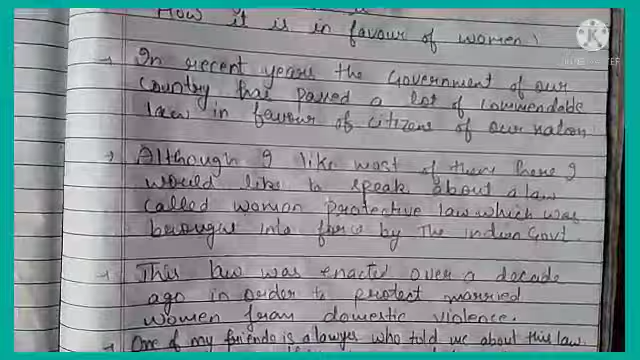 How it is in favour of women?
→ In recent years the Government of our
country has passed a lot of commendable
law in favour of citizens of our nation
→ Although I like most of them here I
would like to speak about a law
called women protective law which was
brought into force by The Indian Govt.
→ This law was enacted over a decade
ago in order to protect married
women from domestic violence.
→ One of my friends is a lawyer who told me about this law